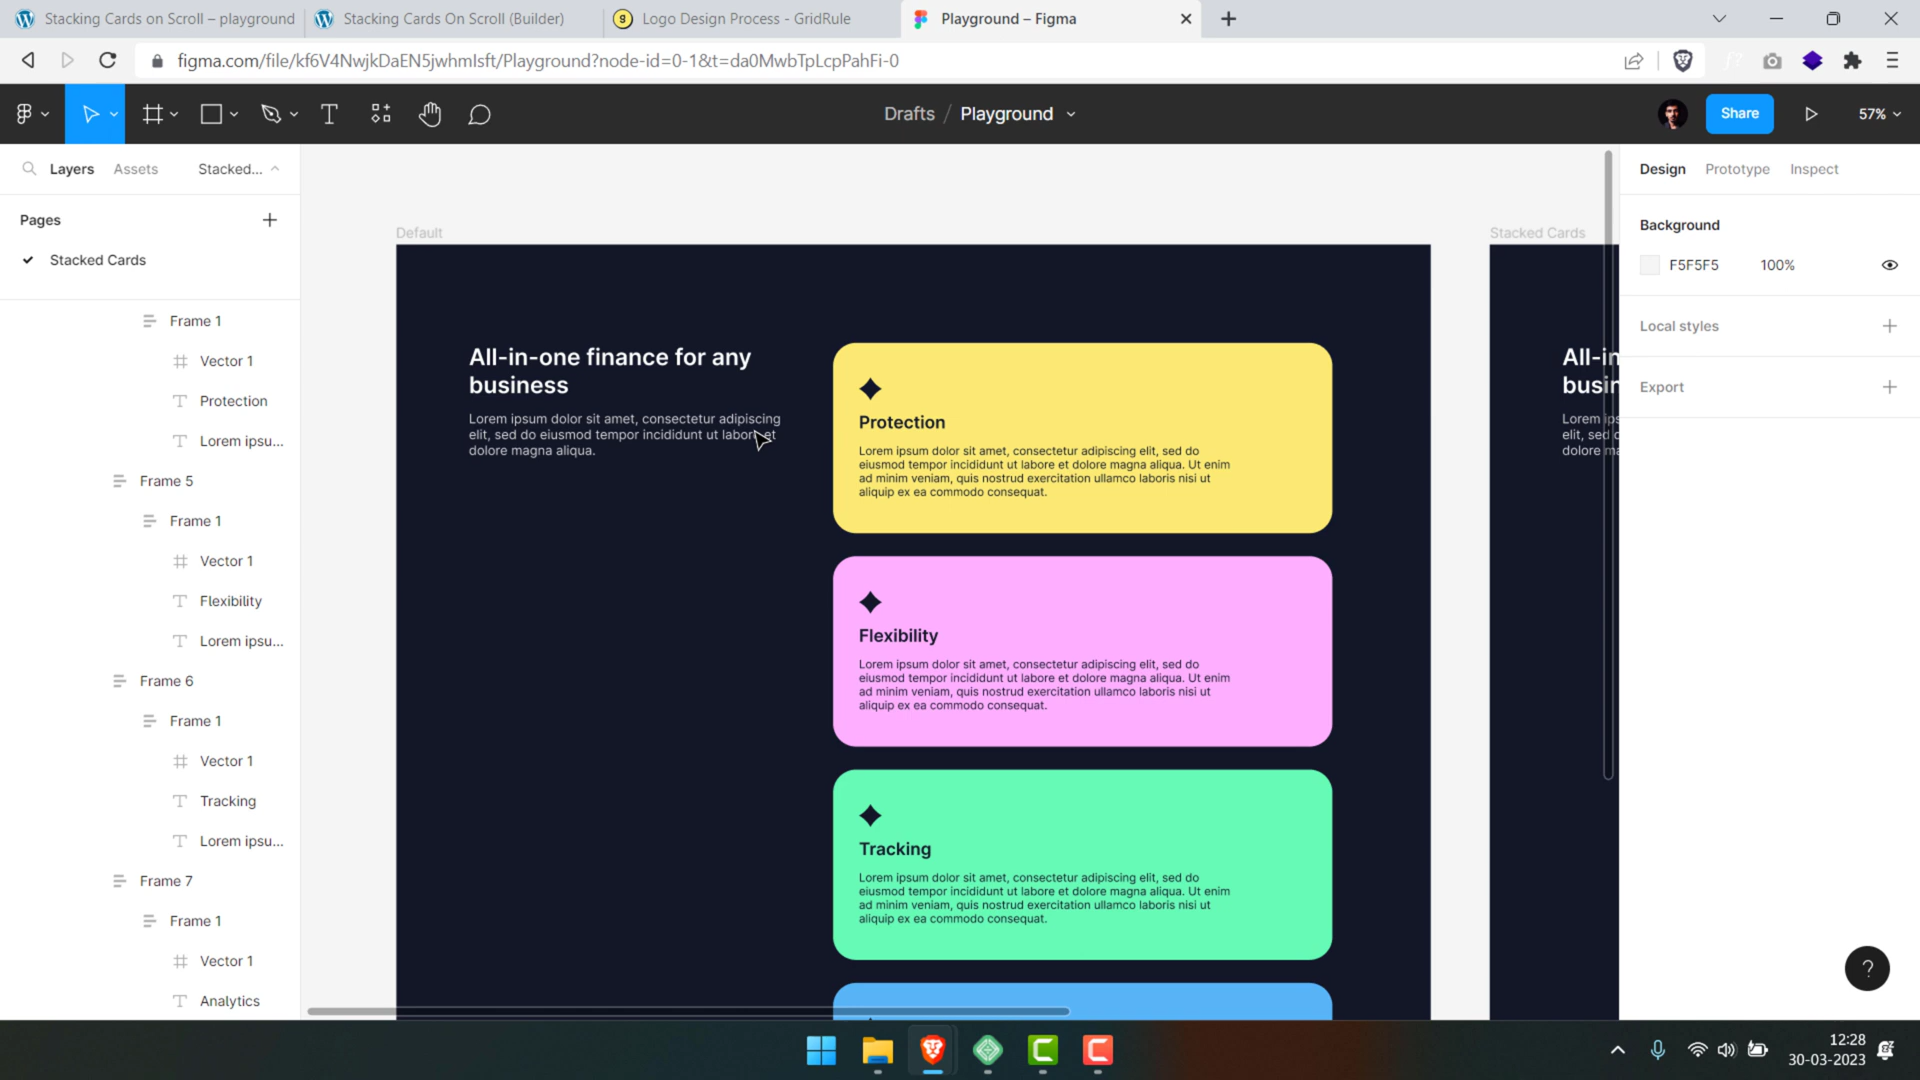 Stacking Cards on Scroll – playground
Stacking Cards On Scroll (Builder)
Logo Design Process - GridRule
Playground – Figma
figma.com/file/kf6V4NwjkDaEN5jwhmIsft/Playground?node-id=0-1&t=da0MwbTpLcpPahFi-0
Drafts / Playground
Share
57%
Layers
Assets
Stacked...
Pages
Stacked Cards
Frame 1
Vector 1
Protection
Lorem ipsu...
Frame 5
Frame 1
Vector 1
Flexibility
Lorem ipsu...
Frame 6
Frame 1
Vector 1
Tracking
Lorem ipsu...
Frame 7
Frame 1
Vector 1
Analytics
Default
All-in-one finance for any
business
Lorem ipsum dolor sit amet, consectetur adipiscing
elit, sed do eiusmod tempor incididunt ut labore et
dolore magna aliqua.
Protection
Lorem ipsum dolor sit amet, consectetur adipiscing elit, sed do
eiusmod tempor incididunt ut labore et dolore magna aliqua. Ut enim
ad minim veniam, quis nostrud exercitation ullamco laboris nisi ut
aliquip ex ea commodo consequat.
Flexibility
Lorem ipsum dolor sit amet, consectetur adipiscing elit, sed do
eiusmod tempor incididunt ut labore et dolore magna aliqua. Ut enim
ad minim veniam, quis nostrud exercitation ullamco laboris nisi ut
aliquip ex ea commodo consequat.
Tracking
Lorem ipsum dolor sit amet, consectetur adipiscing elit, sed do
eiusmod tempor incididunt ut labore et dolore magna aliqua. Ut enim
ad minim veniam, quis nostrud exercitation ullamco laboris nisi ut
aliquip ex ea commodo consequat.
Stacked Cards
All-in
busin
Lorem ips
elit, sed d
dolore ma
Design
Prototype
Inspect
Background
F5F5F5
100%
Local styles
Export
?
12:28
30-03-2023